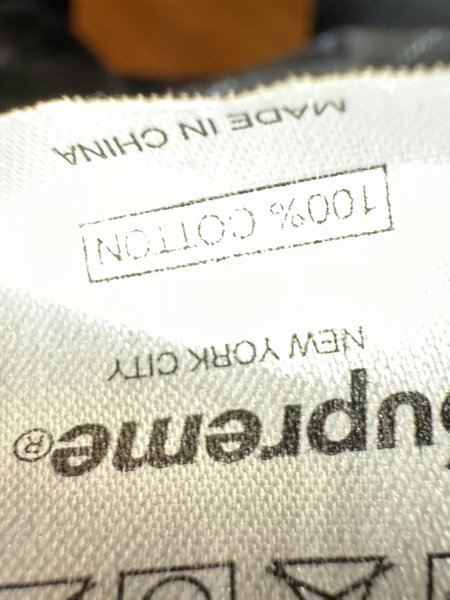 Supreme®
NEW YORK CITY
100% COTTON
MADE IN CHINA